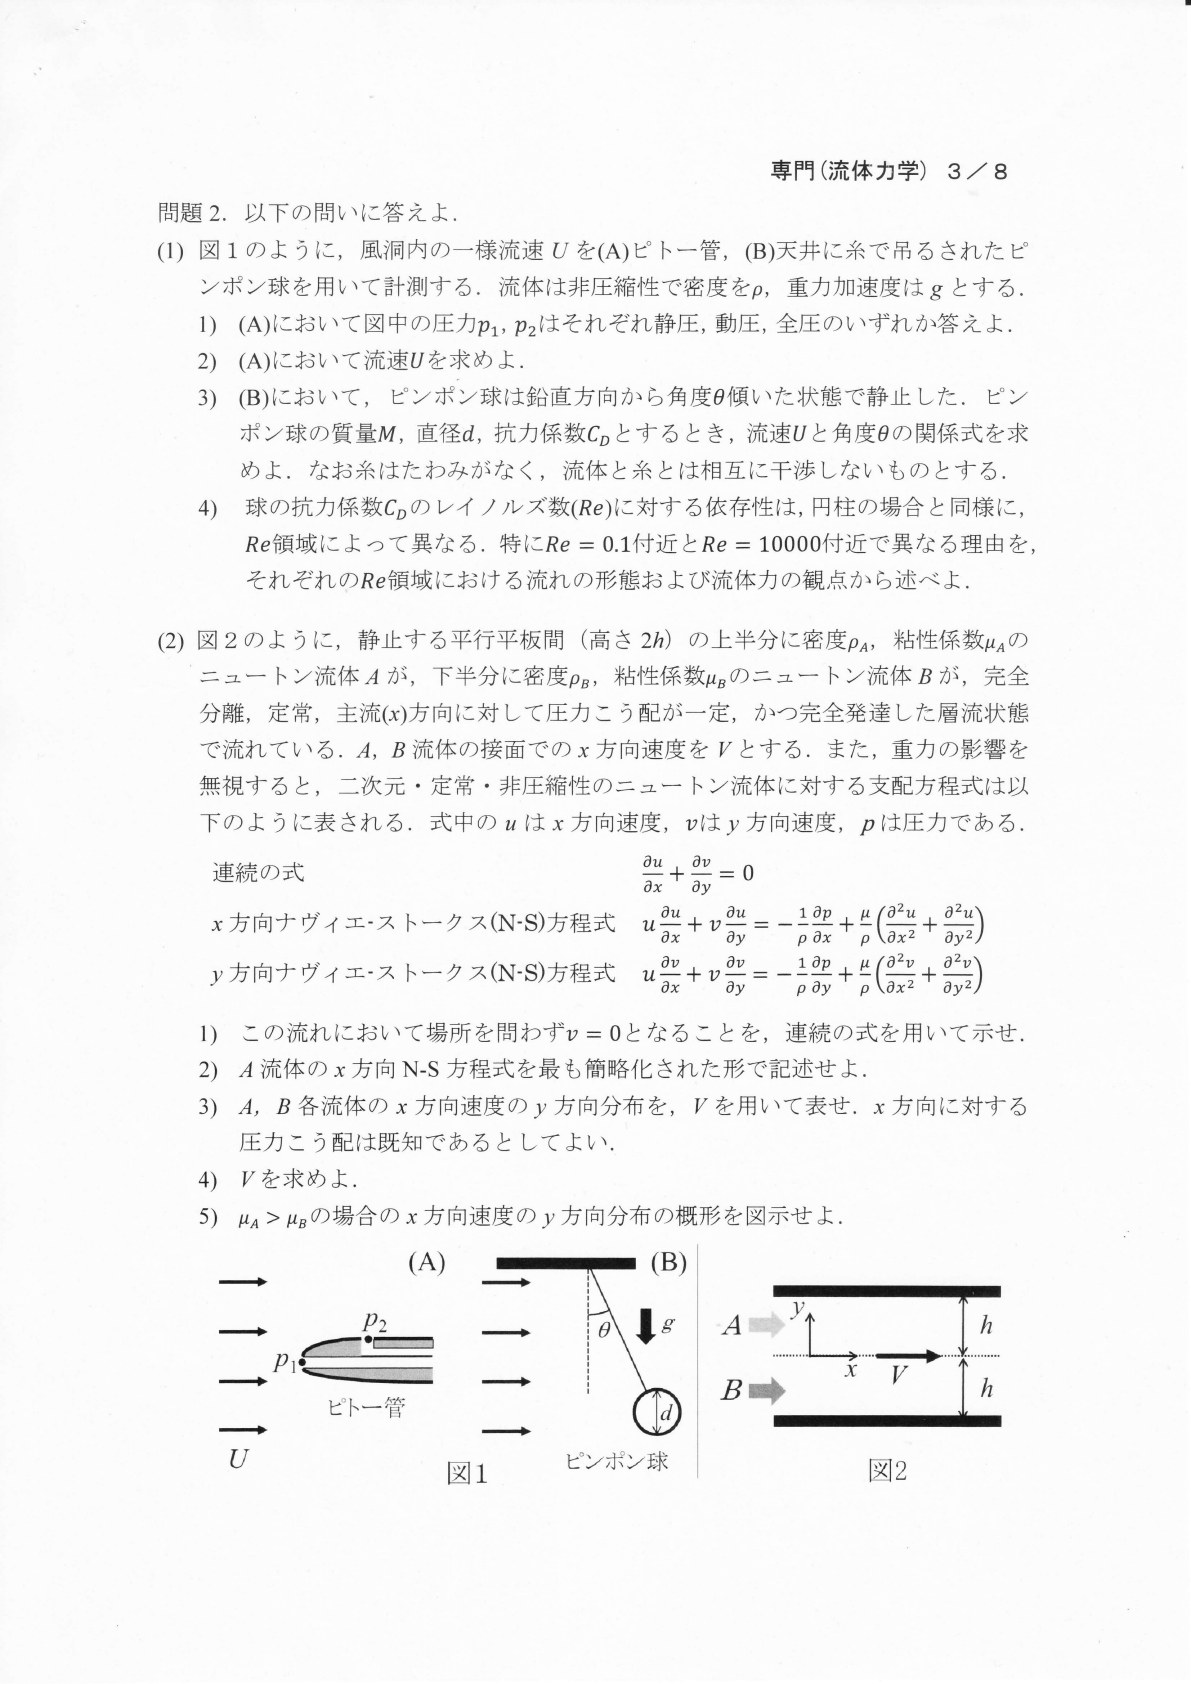 専門(流体力学) 3／8
問題 2．以下の問いに答えよ．
(1) 図１のように，風洞内の一様流速 U を(A)ピトー管，(B)天井に糸で吊るされたピ
ンポン球を用いて計測する．流体は非圧縮性で密度をρ，重力加速度は g とする．
1) (A)において図中の圧力p₁, p₂はそれぞれ静圧, 動圧, 全圧のいずれか答えよ．
2) (A)において流速Uを求めよ．
3) (B)において，ピンポン球は鉛直方向から角度θ傾いた状態で静止した．ピン
ポン球の質量M, 直径d, 抗力係数C_Dとするとき, 流速Uと角度θの関係式を求
めよ．なお糸はたわみがなく，流体と糸とは相互に干渉しないものとする．
4) 球の抗力係数C_Dのレイノルズ数(Re)に対する依存性は, 円柱の場合と同様に,
Re領域によって異なる．特にRe = 0.1付近とRe = 10000付近で異なる理由を,
それぞれのRe領域における流れの形態および流体力の観点から述べよ．
(2) 図２のように，静止する平行平板間（高さ 2h）の上半分に密度ρ_A，粘性係数μ_Aの
ニュートン流体 A が，下半分に密度ρ_B，粘性係数μ_Bのニュートン流体 B が，完全
分離，定常，主流(x)方向に対して圧力こう配が一定，かつ完全発達した層流状態
で流れている．A，B 流体の接面での x 方向速度を V とする．また，重力の影響を
無視すると，二次元・定常・非圧縮性のニュートン流体に対する支配方程式は以
下のように表される．式中の u は x 方向速度，vは y 方向速度，p は圧力である．
連続の式 ∂u/∂x + ∂v/∂y = 0
x 方向ナヴィエ-ストークス(N-S)方程式 u ∂u/∂x + v ∂u/∂y = − 1/ρ ∂p/∂x + μ/ρ (∂²u/∂x² + ∂²u/∂y²)
y 方向ナヴィエ-ストークス(N-S)方程式 u ∂v/∂x + v ∂v/∂y = − 1/ρ ∂p/∂y + μ/ρ (∂²v/∂x² + ∂²v/∂y²)
1) この流れにおいて場所を問わずv = 0となることを，連続の式を用いて示せ．
2) A 流体の x 方向 N-S 方程式を最も簡略化された形で記述せよ．
3) A，B 各流体の x 方向速度の y 方向分布を，V を用いて表せ．x 方向に対する
圧力こう配は既知であるとしてよい．
4) V を求めよ．
5) μ_A > μ_Bの場合の x 方向速度の y 方向分布の概形を図示せよ．
(A)
p₂
p₁
ピトー管
U
(B)
θ
g
d
ピンポン球
図1
A
B
y
x
V
h
h
図2